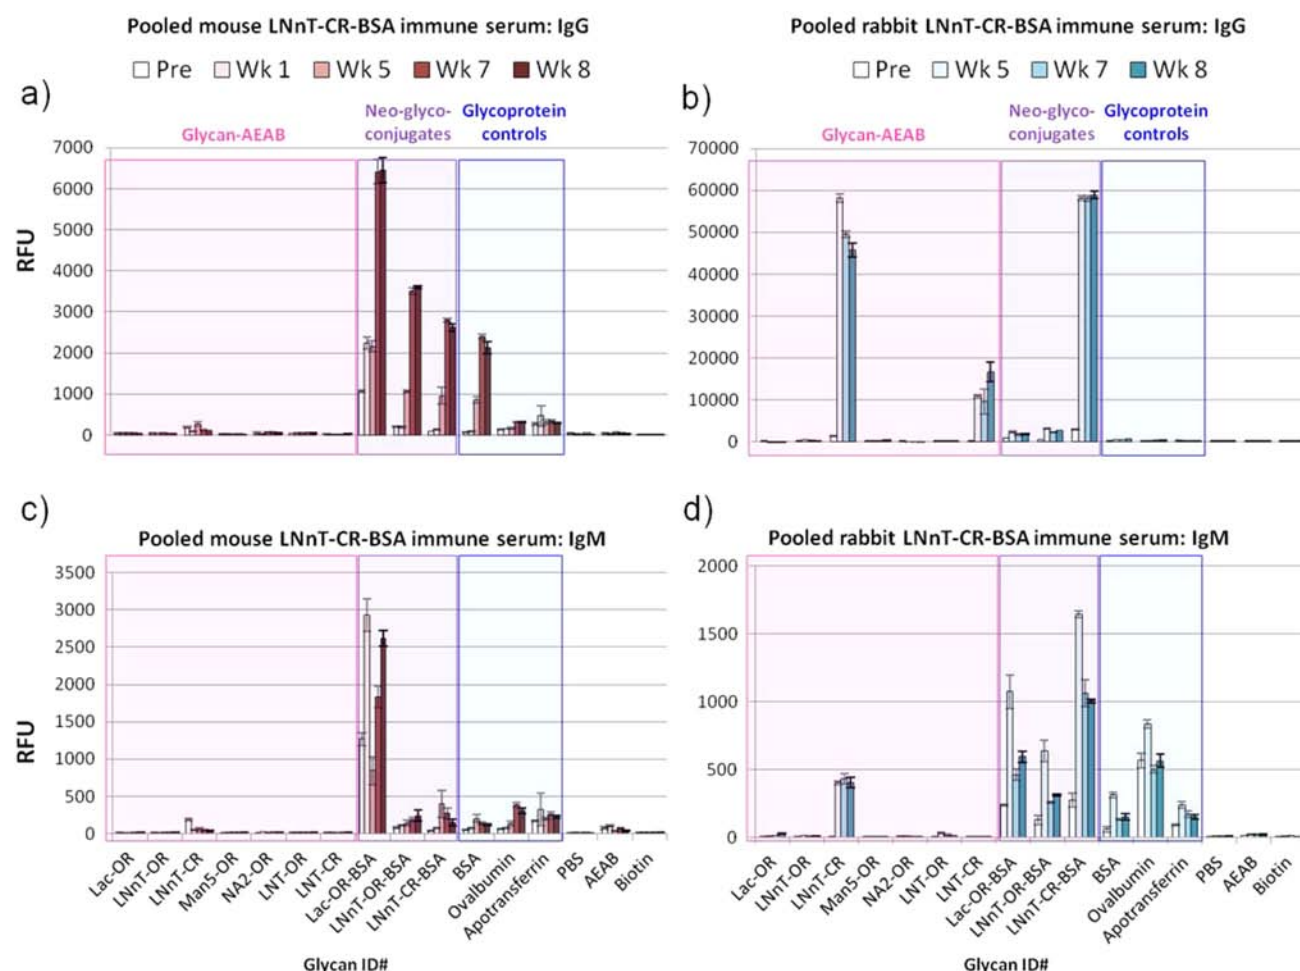 Pooled mouse LNnT-CR-BSA immune serum: IgG
Pre Wk 1 Wk 5 Wk 7 Wk 8
a)
Glycan-AEAB
Neo-glyco-
conjugates
Glycoprotein
controls
7000
6000
5000
4000
3000
2000
1000
0
RFU
Pooled rabbit LNnT-CR-BSA immune serum: IgG
Pre Wk 5 Wk 7 Wk 8
b)
Glycan-AEAB
Neo-glyco-
conjugates
Glycoprotein
controls
70000
60000
50000
40000
30000
20000
10000
0
c)
Pooled mouse LNnT-CR-BSA immune serum: IgM
3500
3000
2500
2000
1500
1000
500
0
RFU
Lac-OR
LNnT-OR
LNnT-CR
Man5-OR
NA2-OR
LNT-OR
LNT-CR
Lac-OR-BSA
LNnT-OR-BSA
LNnT-CR-BSA
BSA
Ovalbumin
Apotransferrin
PBS
AEAB
Biotin
Glycan ID#
d)
Pooled rabbit LNnT-CR-BSA immune serum: IgM
2000
1500
1000
500
0
Lac-OR
LNnT-OR
LNnT-CR
Man5-OR
NA2-OR
LNT-OR
LNT-CR
Lac-OR-BSA
LNnT-OR-BSA
LNnT-CR-BSA
BSA
Ovalbumin
Apotransferrin
PBS
AEAB
Biotin
Glycan ID#